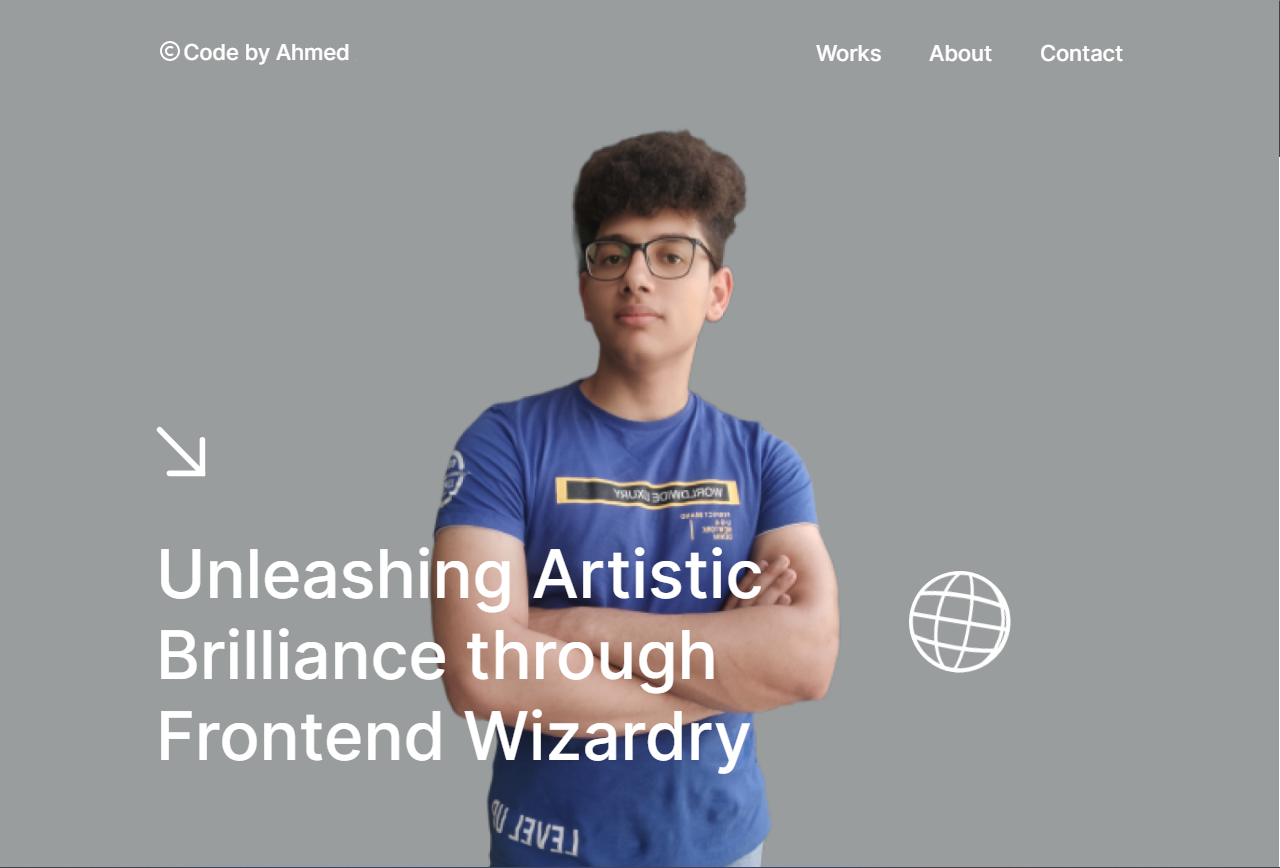 ©Code by Ahmed
Works About Contact
WORLDWIDE LUXURY
Unleashing Artistic
Brilliance through
Frontend Wizardry
LEVEL UP